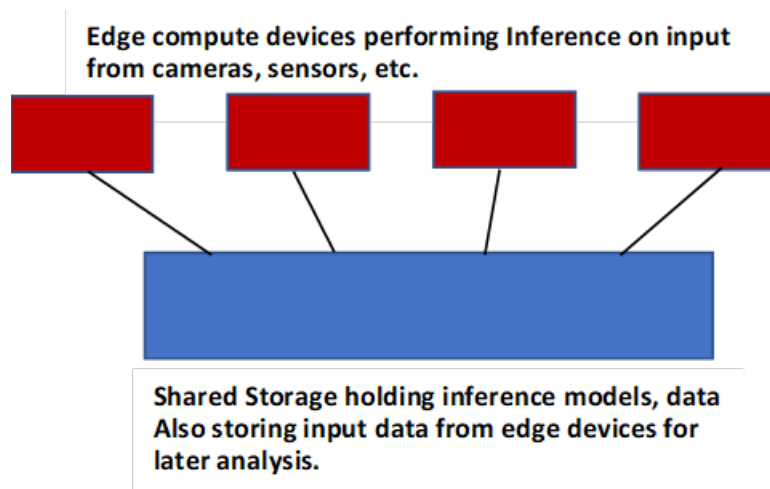 Edge compute devices performing Inference on input
from cameras, sensors, etc.
Shared Storage holding inference models, data
Also storing input data from edge devices for
later analysis.